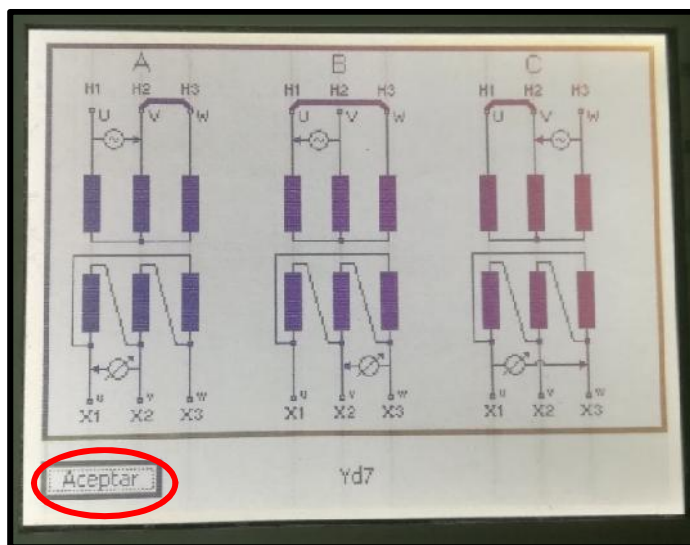 A B C
H1 H2 H3 H1 H2 H3 H1 H2 H3
U V W U V W U V W
u v w u v w u v w
X1 X2 X3 X1 X2 X3 X1 X2 X3
Aceptar Yd7